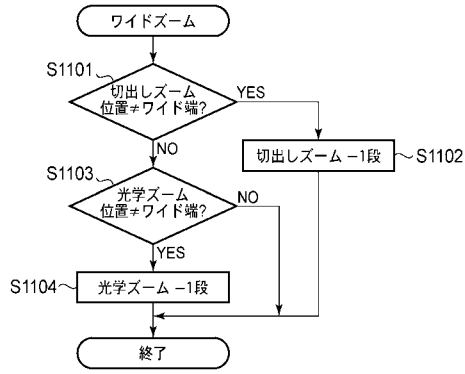 ワイドズーム
S1101
切出しズーム
位置≠ワイド端?
YES
NO
切出しズーム −1段
S1102
S1103
光学ズーム
位置≠ワイド端?
NO
YES
S1104
光学ズーム −1段
終了